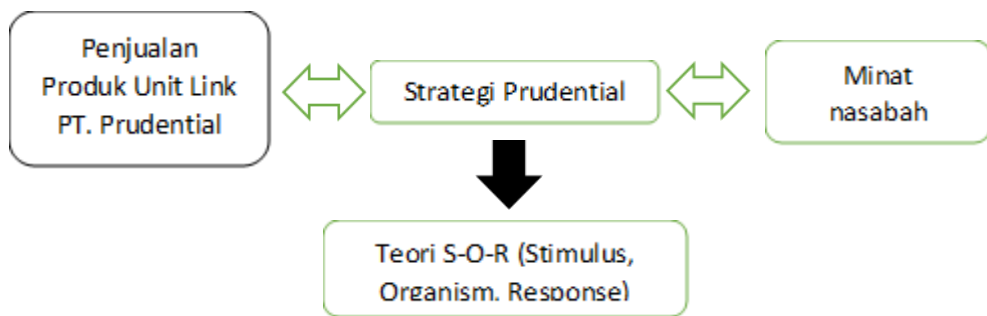 Penjualan
Produk Unit Link
PT. Prudential
Strategi Prudential
Minat
nasabah
Teori S-O-R (Stimulus,
Organism. Response)